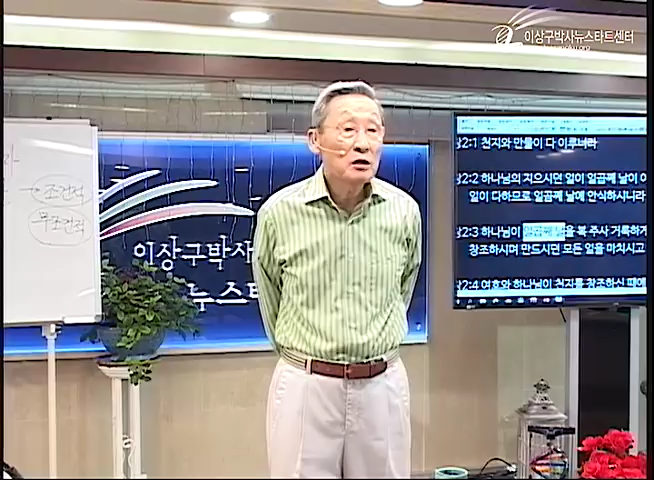 이상구박사뉴스타트센터
조건적
무조건적
이상구박사
뉴스타
창2:1 천지와 만물이 다 이루니라
창2:2 하나님의 지으시던 일이 일곱째 날이 이
일이 다하므로 일곱째 날에 안식하시니라
창2:3 하나님이 일곱째 날을 복 주사 거룩하게
창조하시며 만드시던 모든 일을 마치시고
창2:4 여호와 하나님이 천지를 창조하신 때에